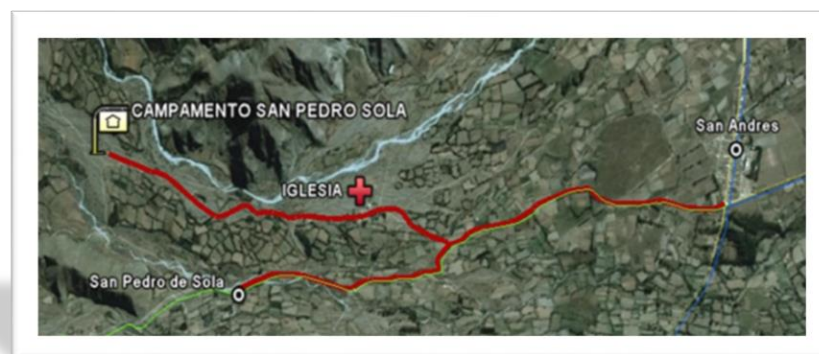 CAMPAMENTO SAN PEDRO SOLA
San Andres
IGLESIA
San Pedro de Sola